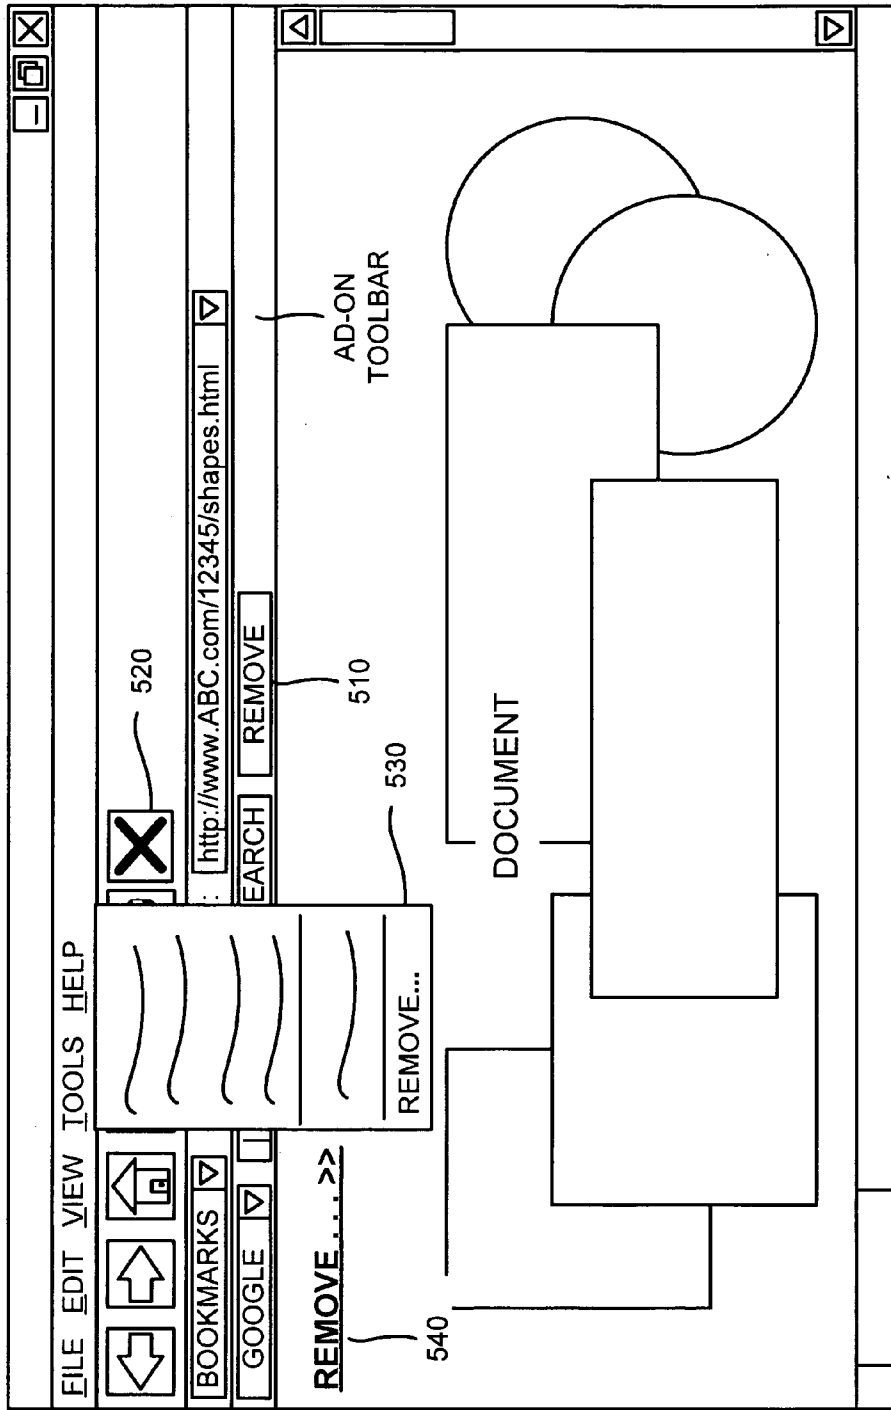 FILE EDIT VIEW TOOLS HELP
520
BOOKMARKS
http://www.ABC.com/12345/shapes.html
GOOGLE
EARCH
REMOVE
510
AD-ON
TOOLBAR
REMOVE...
530
REMOVE. . . . >>
540
DOCUMENT